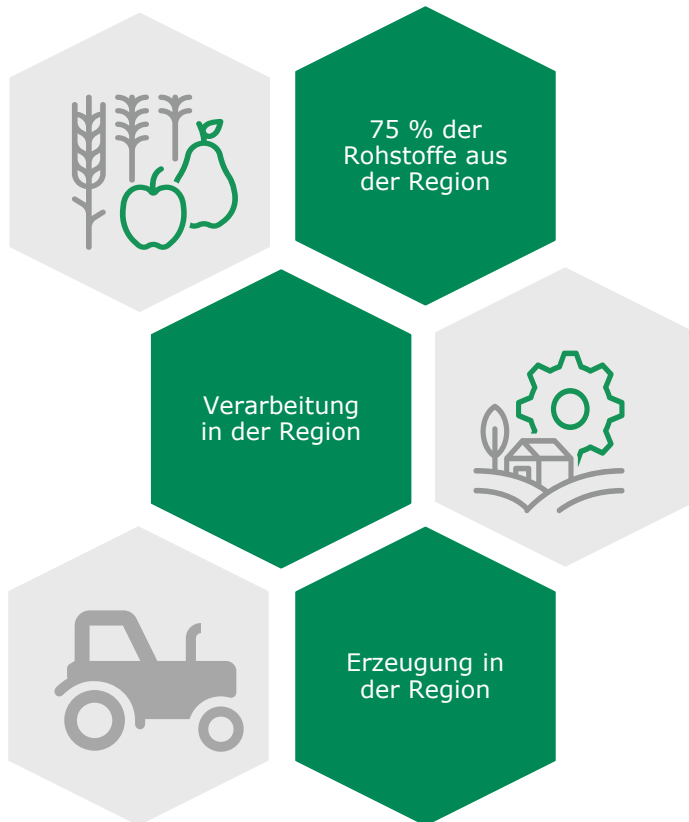 75 % der
Rohstoffe aus
der Region
Verarbeitung
in der Region
Erzeugung in
der Region